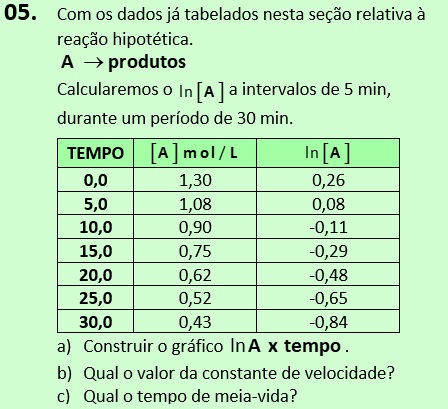 05. Com os dados já tabelados nesta seção relativa à
reação hipotética.
A → produtos
Calcularemos o ln [A] a intervalos de 5 min,
durante um período de 30 min.
TEMPO [A] mol/L ln[A]
0,0 1,30 0,26
5,0 1,08 0,08
10,0 0,90 -0,11
15,0 0,75 -0,29
20,0 0,62 -0,48
25,0 0,52 -0,65
30,0 0,43 -0,84
a) Construir o gráfico lnA x tempo.
b) Qual o valor da constante de velocidade?
c) Qual o tempo de meia-vida?